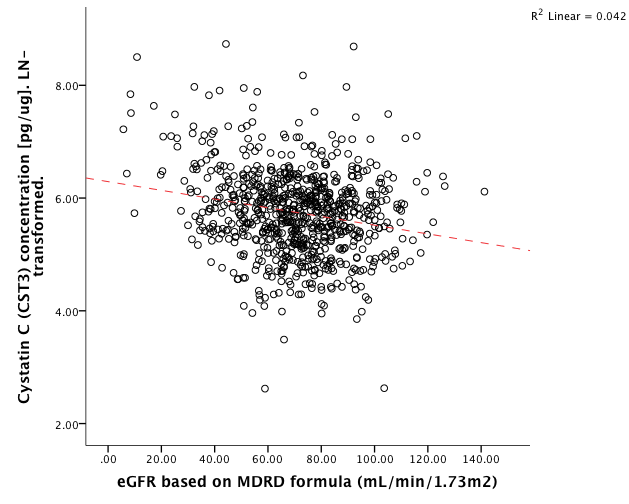 R2 Linear = 0.042
Cystatin C (CST3) concentration [pg/ug]. LN-
transformed.
8.00
6.00
4.00
2.00
.00 20.00 40.00 60.00 80.00 100.00 120.00 140.00
eGFR based on MDRD formula (mL/min/1.73m2)